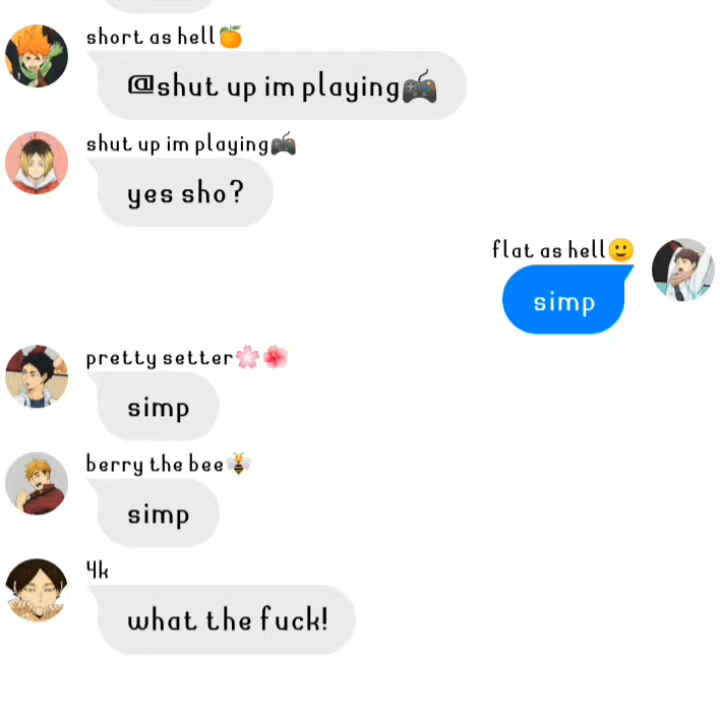 short as hell🍊
@shut up im playing🎮
shut up im playing🎮
yes sho?
flat as hell🙂
simp
pretty setter🌸🌺
simp
berry the bee🐝
simp
4k
what the fuck!